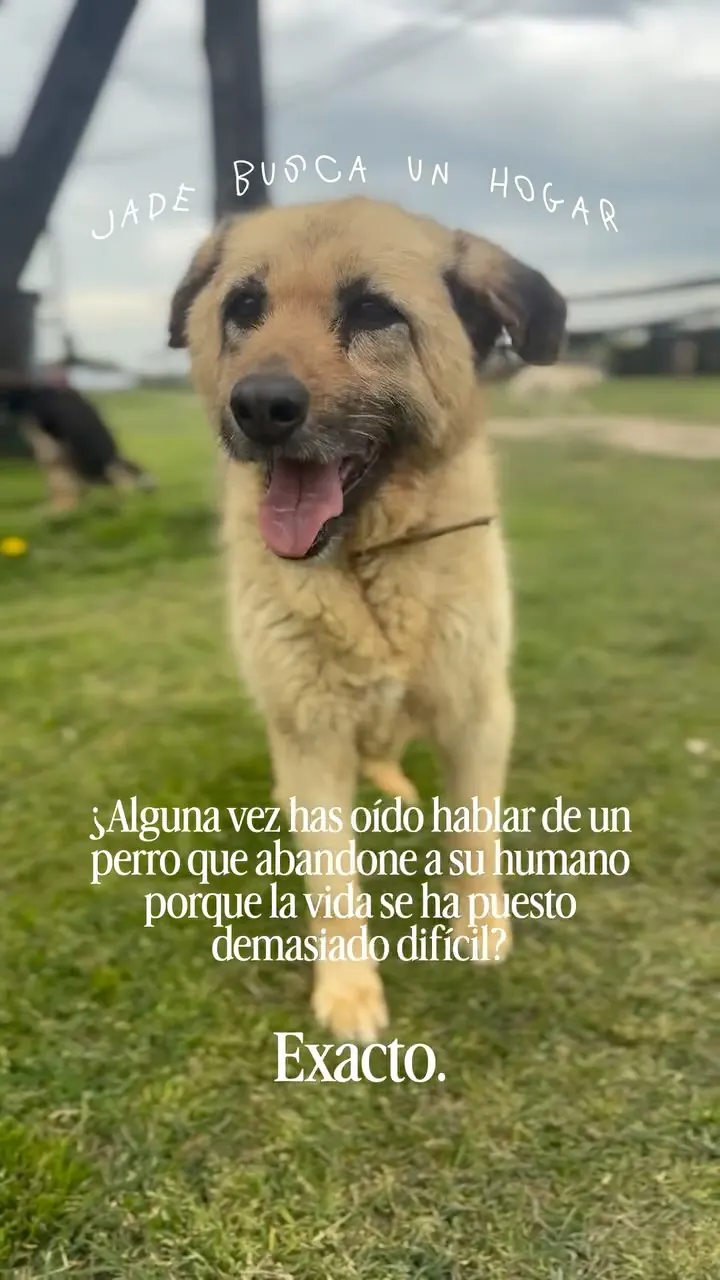 JADE BUSCA UN HOGAR
¿Alguna vez has oído hablar de un
perro que abandone a su humano
porque la vida se ha puesto
demasiado difícil?
Exacto.